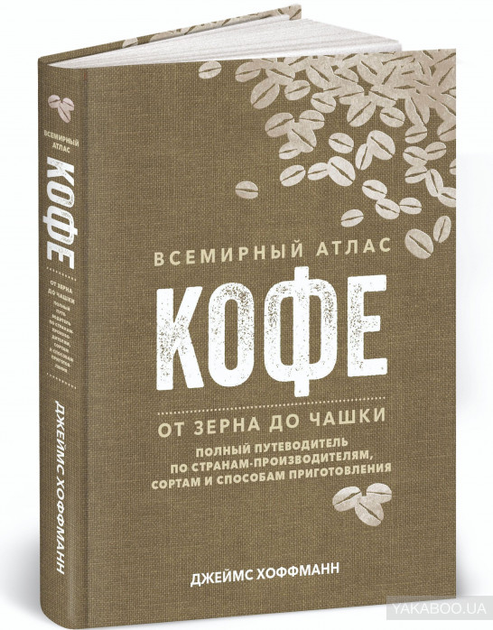 ВСЕМИРНЫЙ АТЛАС
КОФЕ
ОТ ЗЕРНА ДО ЧАШКИ
ПОЛНЫЙ ПУТЕВОДИТЕЛЬ
ПО СТРАНАМ-ПРОИЗВОДИТЕЛЯМ,
СОРТАМ И СПОСОБАМ ПРИГОТОВЛЕНИЯ
ДЖЕЙМС ХОФФМАНН
ВСЕМИРНЫЙ
АТЛАС
КОФЕ
ОТ ЗЕРНА
ДО ЧАШКИ
ДЖЕЙМС ХОФФМАНН
YAKABOO.UA